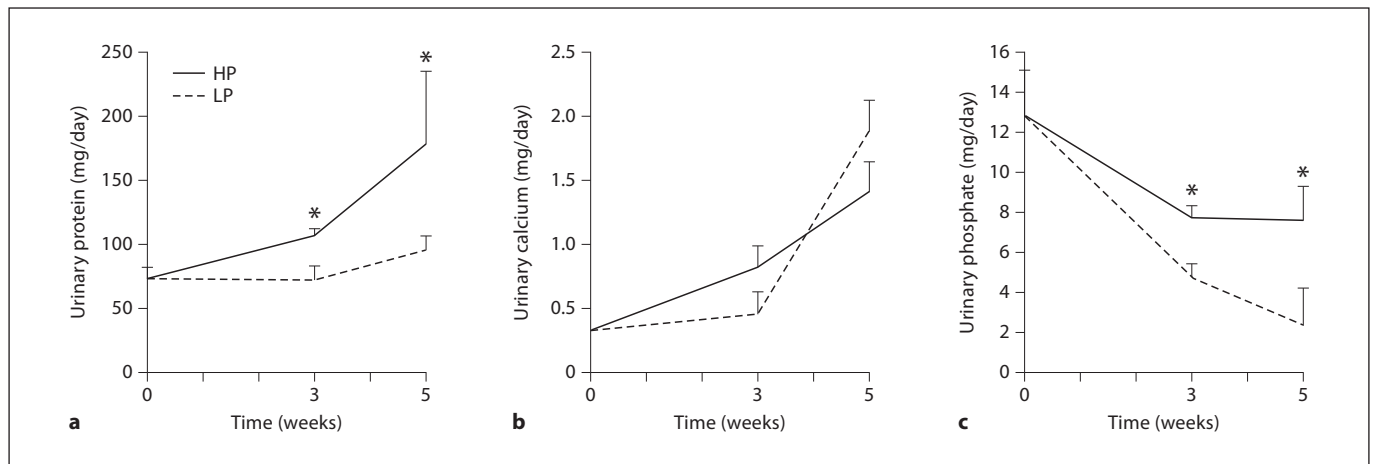 250
200
150
100
50
0
Urinary protein (mg/day)
HP
LP
*
*
0 3 5
Time (weeks)
a
2.5
2.0
1.5
1.0
0.5
0
Urinary calcium (mg/day)
0 3 5
Time (weeks)
b
16
14
12
10
8
6
4
2
0
Urinary phosphate (mg/day)
*
*
0 3 5
Time (weeks)
c